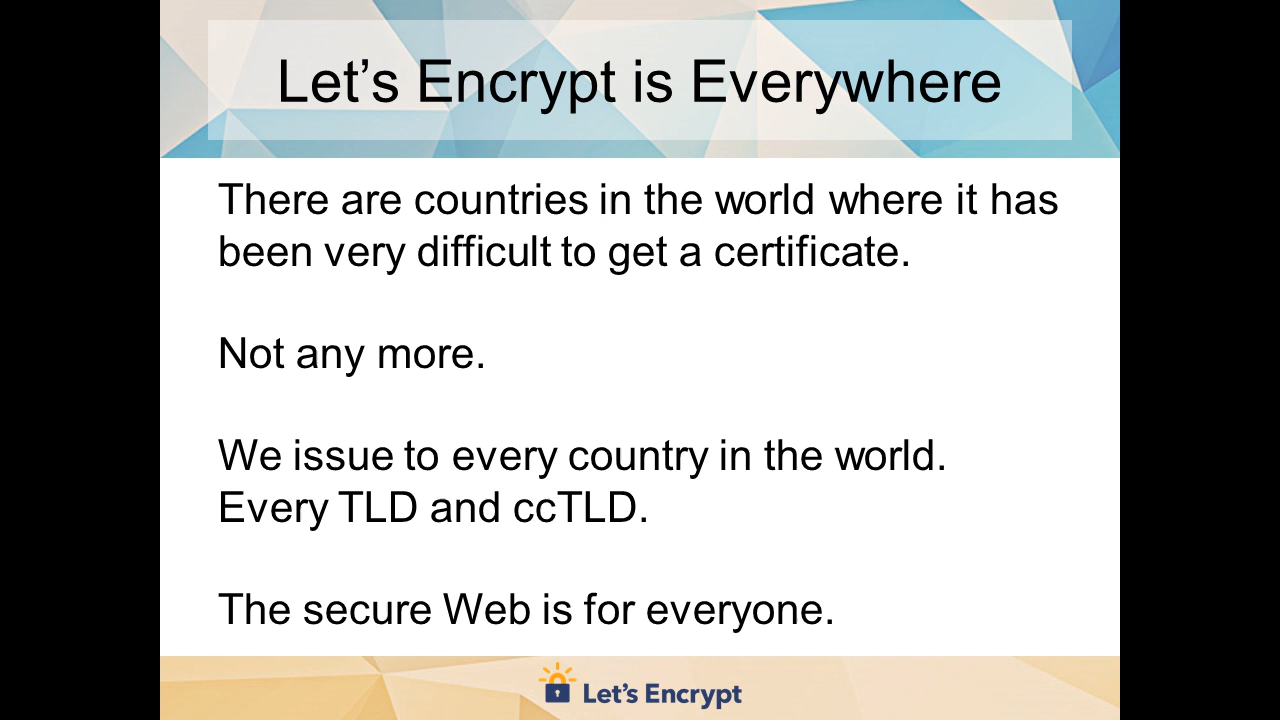 Let’s Encrypt is Everywhere
There are countries in the world where it has
been very difficult to get a certificate.
Not any more.
We issue to every country in the world.
Every TLD and ccTLD.
The secure Web is for everyone.
Let’s Encrypt